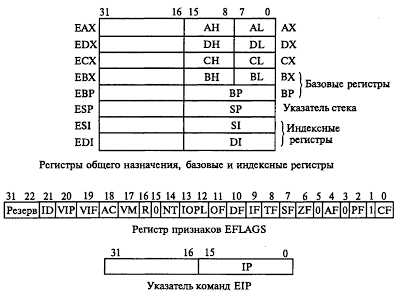 31 16 15 8 7 0
EAX AH AL AX
EDX DH DL DX
ECX CH CL CX
EBX BH BL BX
Базовые регистры
EBP BP BP
ESP SP Указатель стека
ESI SI
Индексные регистры
EDI DI
Регистры общего назначения, базовые и индексные регистры
31 22 21 20 19 18 17 16 15 14 13 12 11 10 9 8 7 6 5 4 3 2 1 0
Резерв ID VIP VIF AC VM R 0 NT IOPL OF DF IF TF SF ZF 0 AF 0 PF 1 CF
Регистр признаков EFLAGS
31 16 15 0
IP
Указатель команд EIP